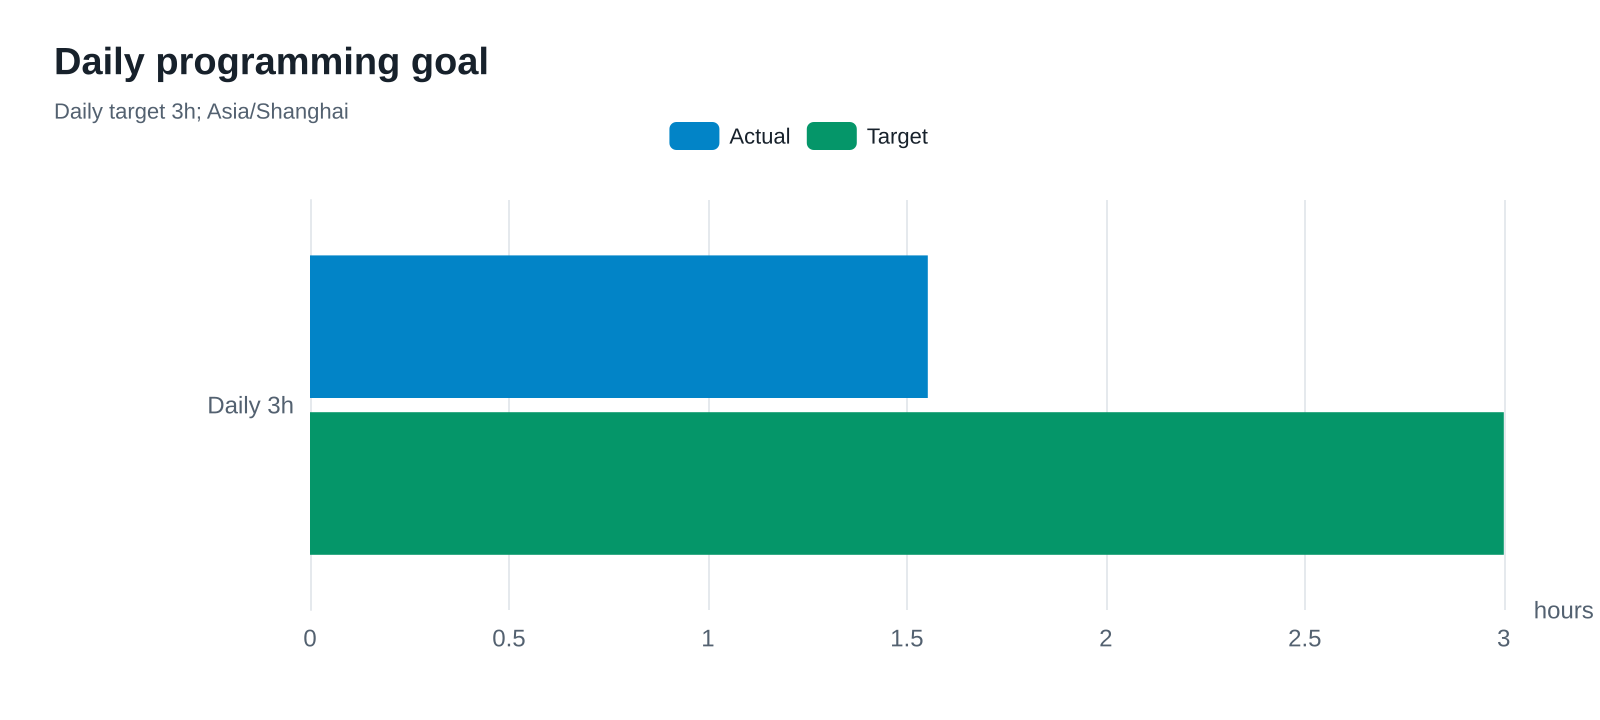 Daily programming goal
Daily target 3h; Asia/Shanghai
Actual Target
Daily 3h
hours
0 0.5 1 1.5 2 2.5 3